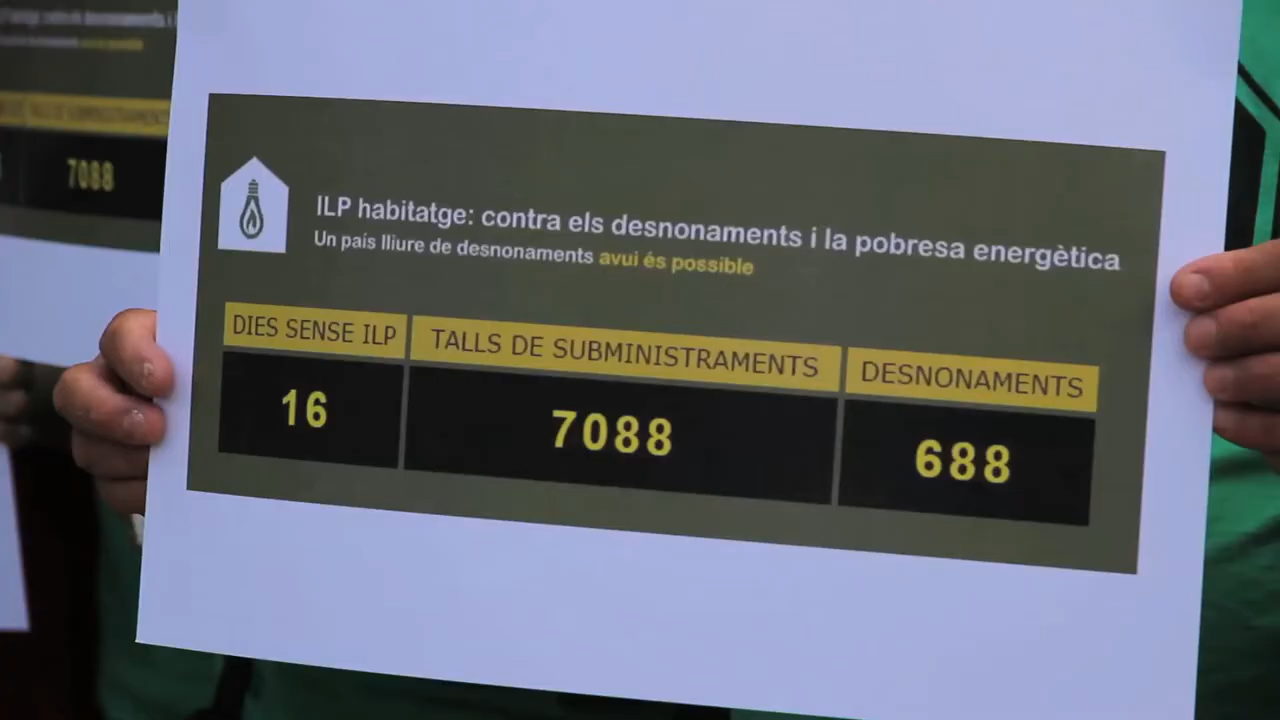 ILP habitatge: contra els desnonaments i la pobresa energètica
Un país lliure de desnonaments avui és possible
DIES SENSE ILP
TALLS DE SUBMINISTRAMENTS
DESNONAMENTS
16
7088
688
7088